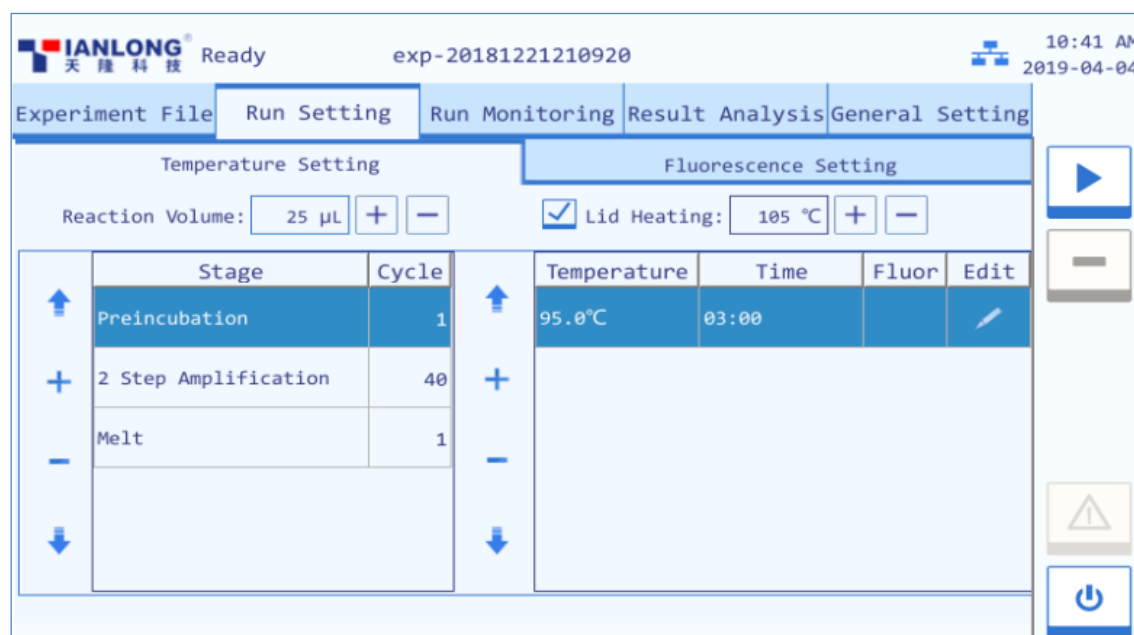 TIANLONG®
天隆科技
Ready
exp-20181221210920
10:41 AM
2019-04-04
Experiment File
Run Setting
Run Monitoring
Result Analysis
General Setting
Temperature Setting
Fluorescence Setting
Reaction Volume: 25 µL + −
Lid Heating: 105 ℃ + −
Stage Cycle
Temperature Time Fluor Edit
Preincubation 1
95.0℃ 03:00
2 Step Amplification 40
Melt 1